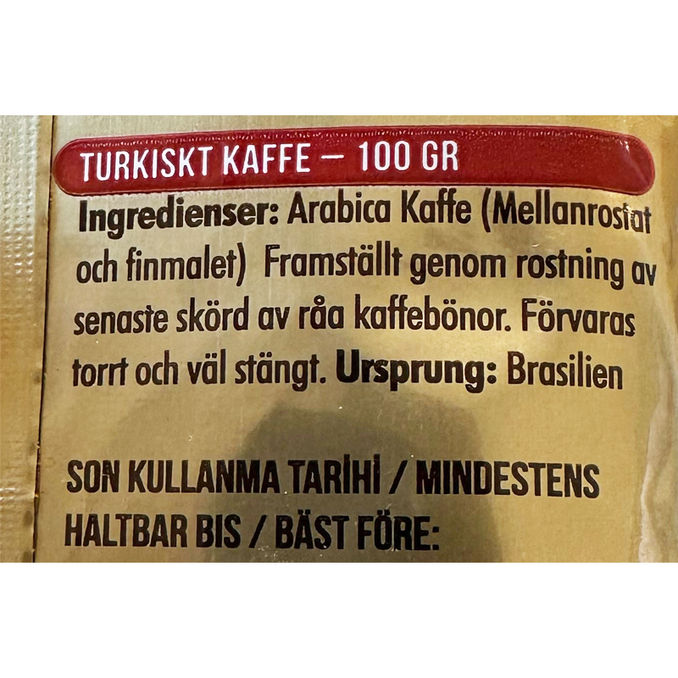 TURKISKT KAFFE – 100 GR
Ingredienser: Arabica Kaffe (Mellanrostat
och finmalet) Framställt genom rostning av
senaste skörd av råa kaffebönor. Förvaras
torrt och väl stängt. Ursprung: Brasilien
SON KULLANMA TARİHİ / MINDESTENS
HALTBAR BIS / BÄST FÖRE: